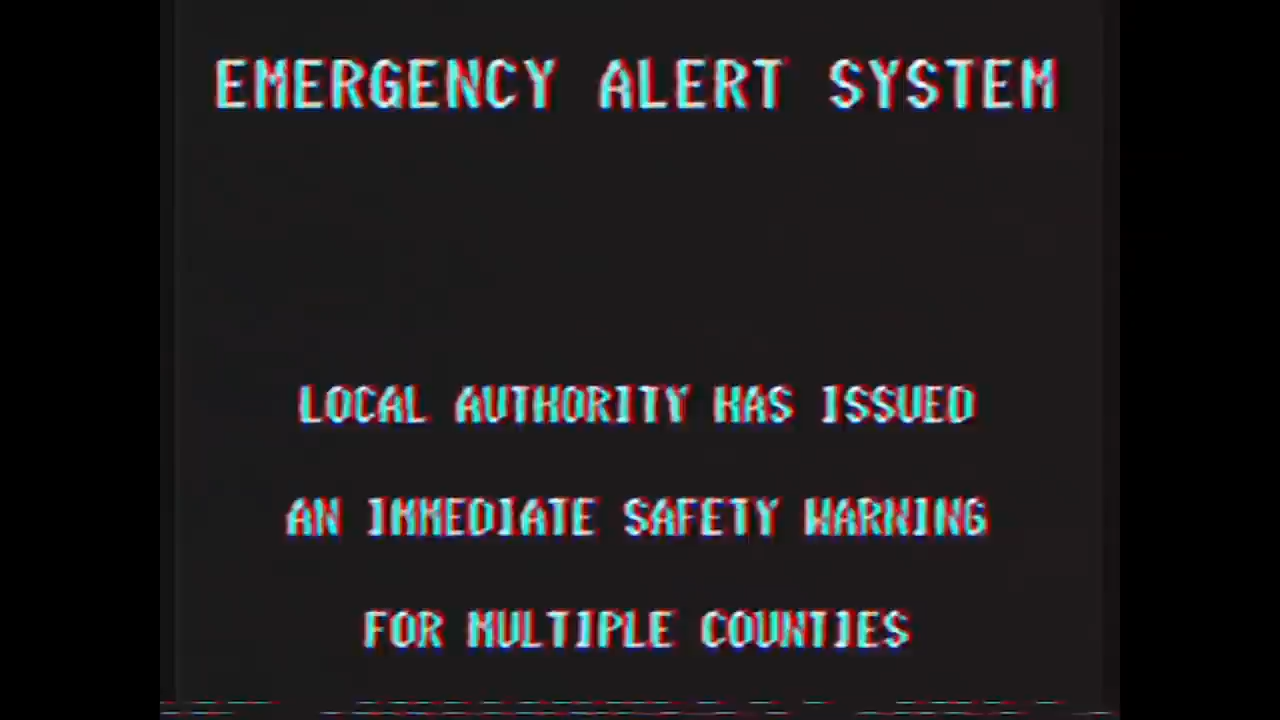 EMERGENCY ALERT SYSTEM
LOCAL AUTHORITY HAS ISSUED
AN IMMEDIATE SAFETY WARNING
FOR MULTIPLE COUNTIES